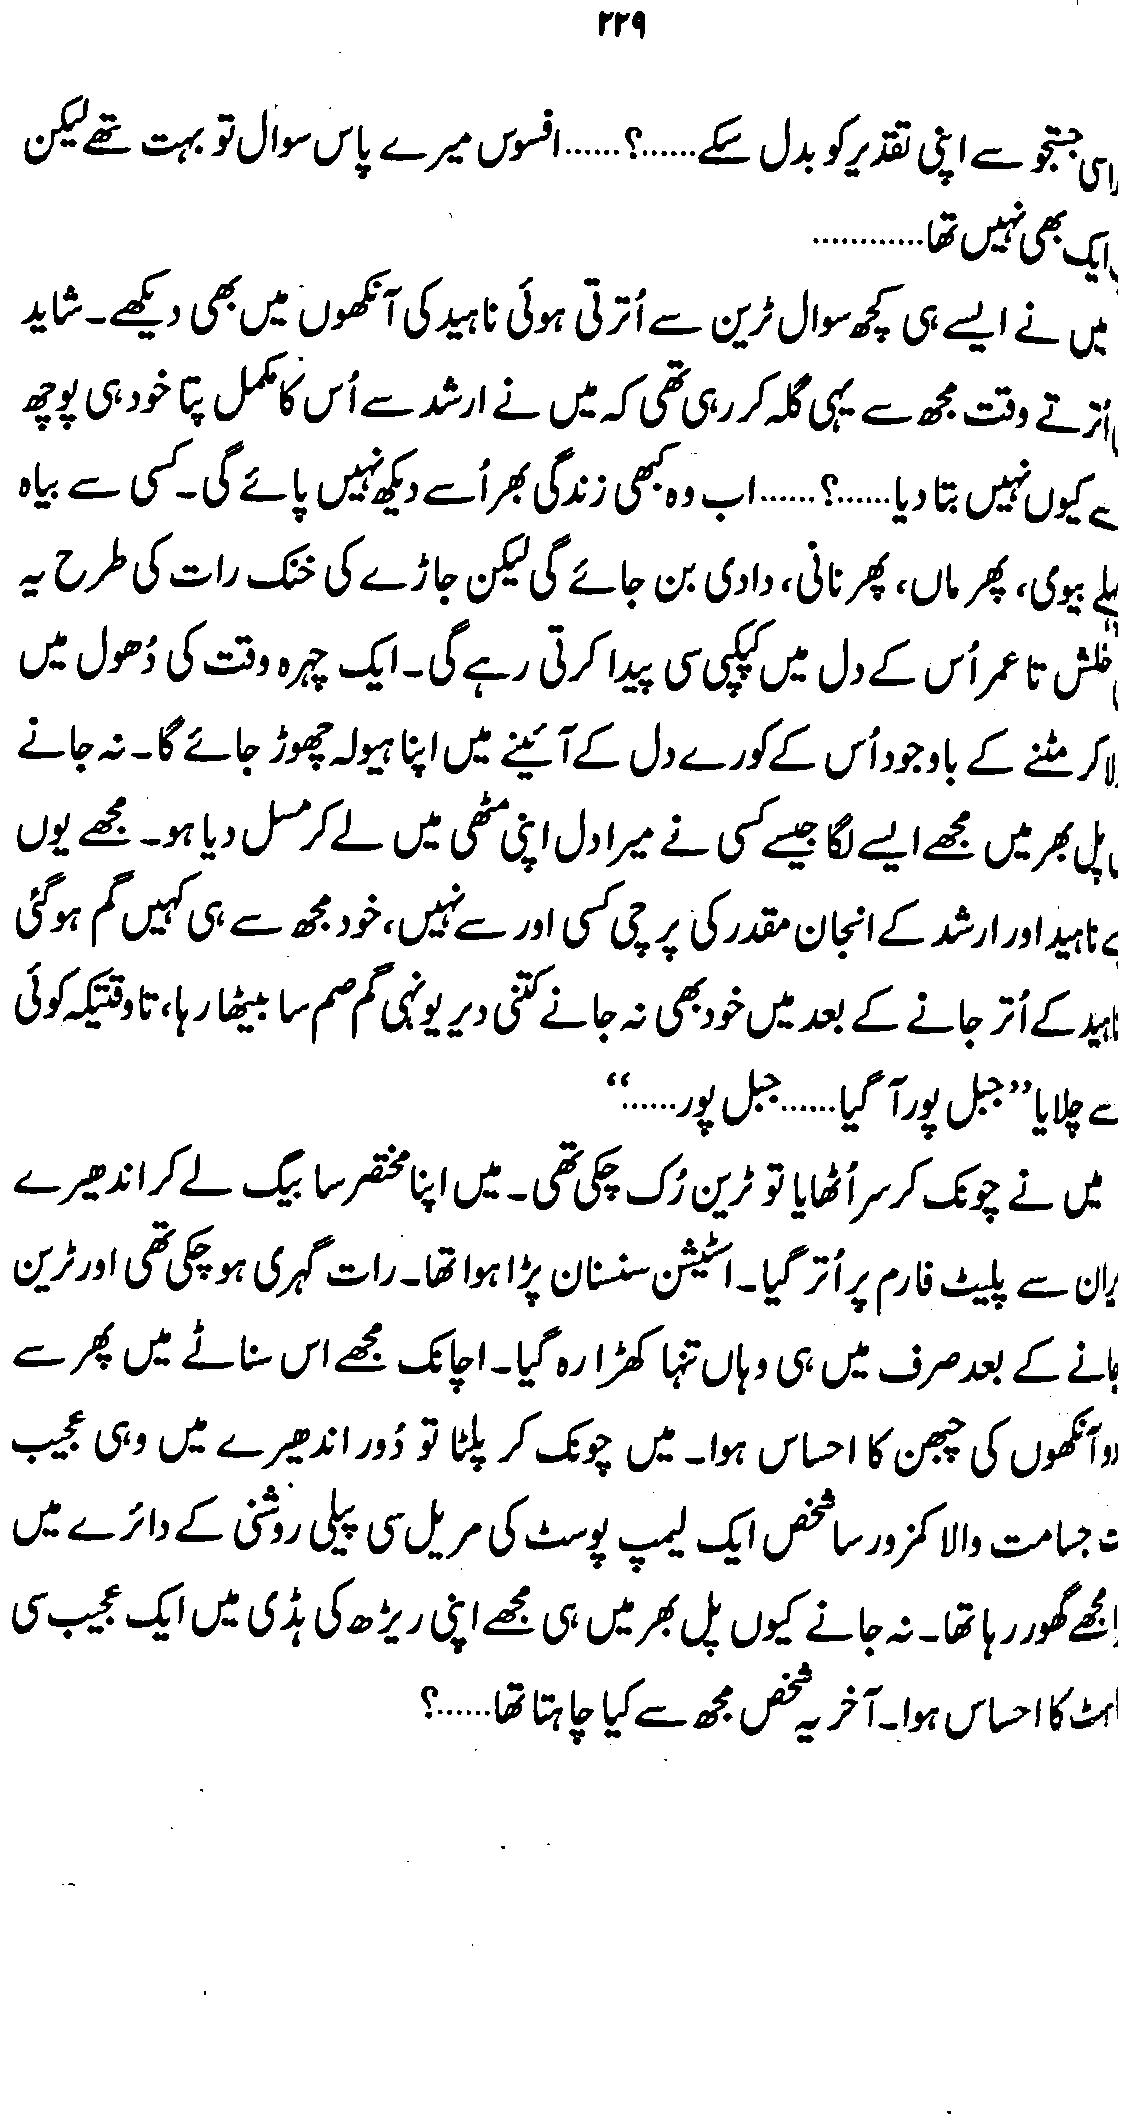 ۲۲۹
اسی جستجو سے اپنی تقدیر کو بدل سکے......؟......افسوس میرے پاس سوال تو بہت تھے لیکن
ایک بھی نہیں تھا............
میں نے ایسے ہی کچھ سوال ٹرین سے اُترتی ہوئی ناہید کی آنکھوں میں بھی دیکھے۔ شاید
اُترتے وقت مجھ سے یہی گلہ کر رہی تھی کہ میں نے ارشد سے اُس کا مکمل پتا خود ہی پوچھ
کیوں نہیں بتا دیا......؟......اب وہ کبھی زندگی بھر اُسے دیکھ نہیں پائے گی۔ کسی سے بیاہ
پہلے بیوی، پھر ماں، پھر نانی، دادی بن جائے گی لیکن جاڑے کی خنک رات کی طرح یہ
خلش تا عمر اُس کے دل میں کپکپی سی پیدا کرتی رہے گی۔ ایک چہرہ وقت کی دُھول میں
کر مٹنے کے باوجود اُس کے کورے دل کے آئینے میں اپنا ہیولہ چھوڑ جائے گا۔ نہ جانے
پل بھر میں مجھے ایسے لگا جیسے کسی نے میرا دل اپنی مٹھی میں لے کر مسل دیا ہو۔ مجھے یوں
ناہید اور ارشد کے انجان مقدر کی پرچی کسی اور سے نہیں، خود مجھ سے ہی کہیں گم ہو گئی
ناہید کے اُتر جانے کے بعد میں خود بھی نہ جانے کتنی دیر یونہی گم صم سا بیٹھا رہا، تاوقتیکہ کوئی
سے چلایا ”جبل پور آ گیا......جبل پور......“
میں نے چونک کر سر اُٹھایا تو ٹرین رُک چکی تھی۔ میں اپنا مختصر سا بیگ لے کر اندھیرے
سے پلیٹ فارم پر اُتر گیا۔ اسٹیشن سنسان پڑا ہوا تھا۔ رات گہری ہو چکی تھی اور ٹرین
جانے کے بعد صرف میں ہی وہاں تنہا کھڑا رہ گیا۔ اچانک مجھے اس سناٹے میں پھر سے
دو آنکھوں کی چبھن کا احساس ہوا۔ میں چونک کر پلٹا تو دُور اندھیرے میں وہی عجیب
جسامت والا کمزور سا شخص ایک لیمپ پوسٹ کی مریل سی پیلی روشنی کے دائرے میں
مجھے گھور رہا تھا۔ نہ جانے کیوں پل بھر میں ہی مجھے اپنی ریڑھ کی ہڈی میں ایک عجیب سی
کا احساس ہوا۔ آخر یہ شخص مجھ سے کیا چاہتا تھا......؟